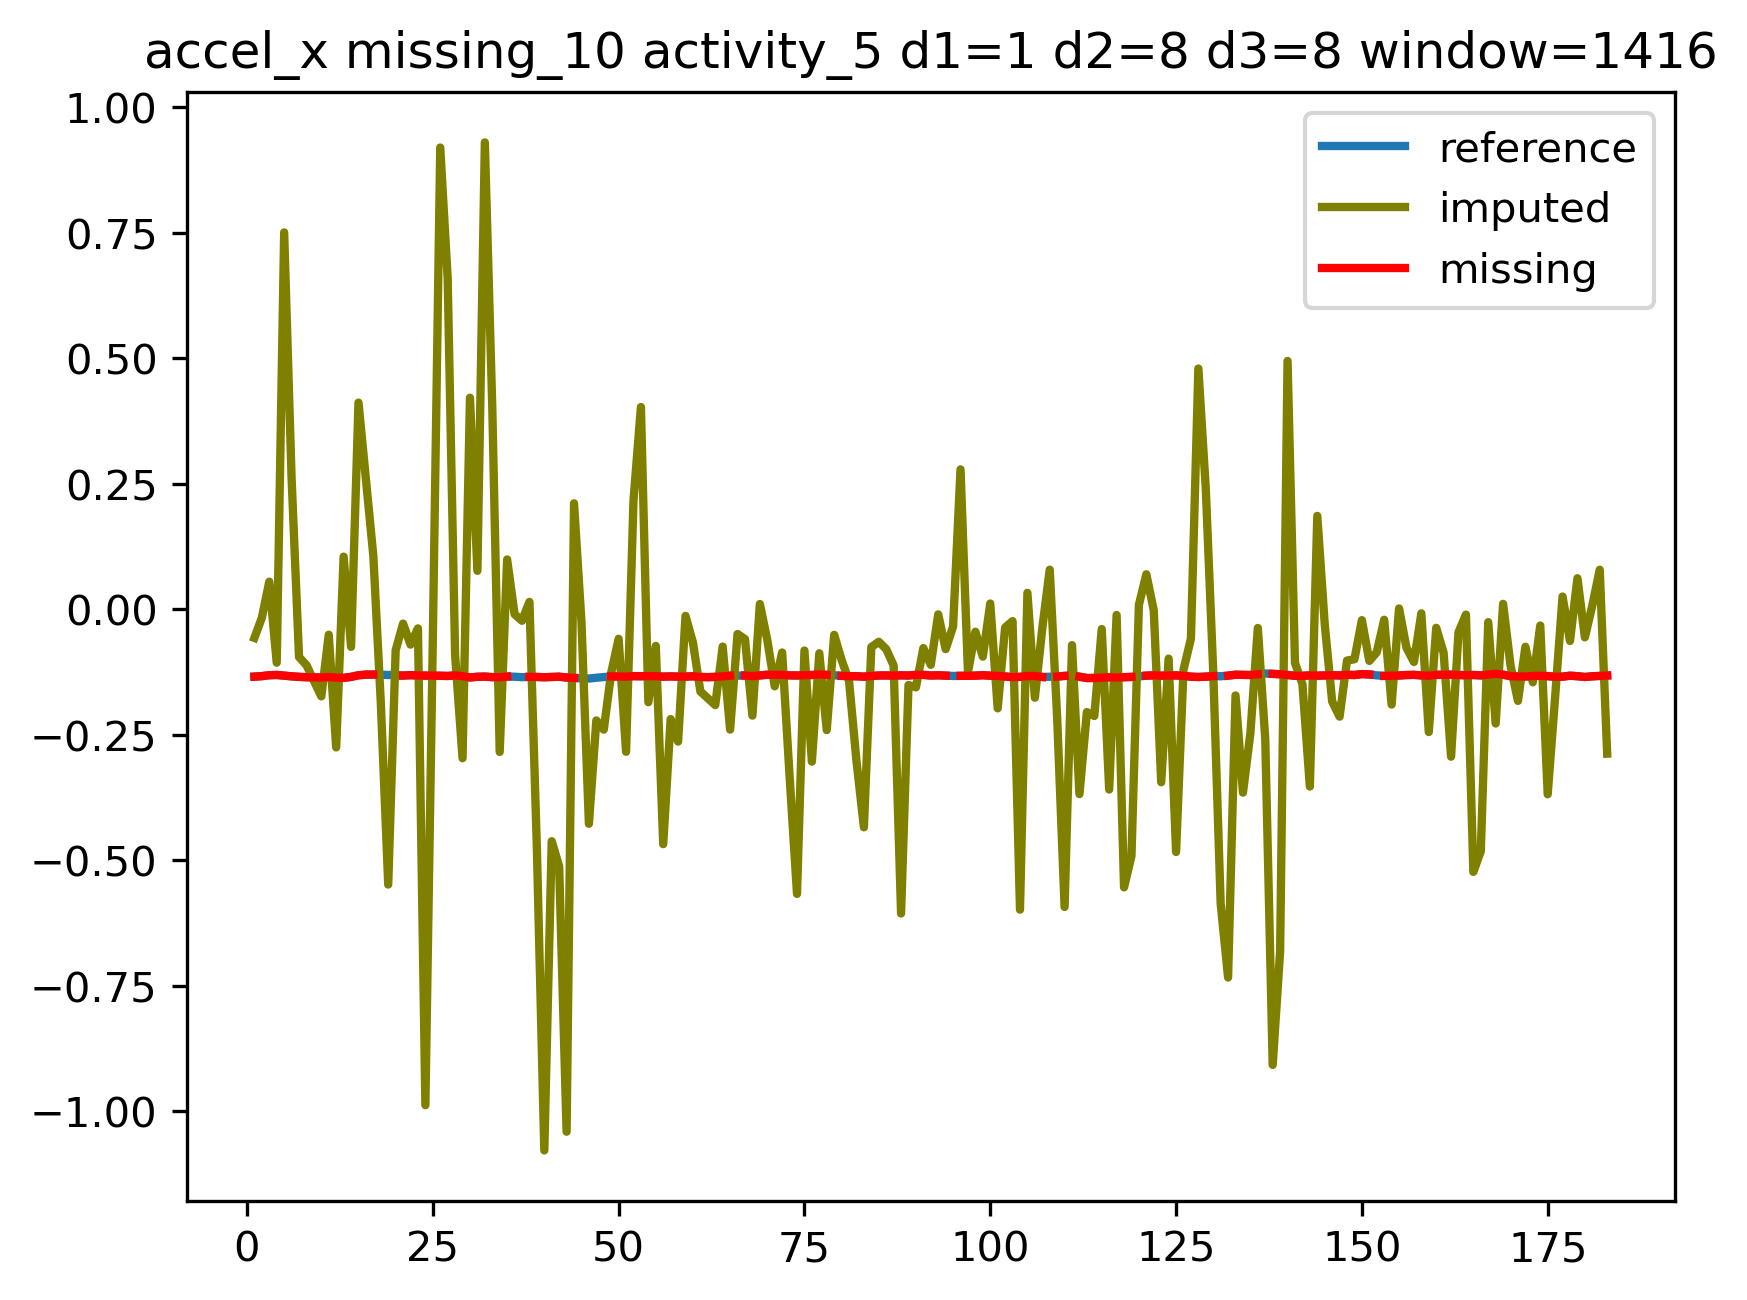 accel_x missing_10 activity_5 d1=1 d2=8 d3=8 window=1416
reference
imputed
missing
1.00
0.75
0.50
0.25
0.00
−0.25
−0.50
−0.75
−1.00
0 25 50 75 100 125 150 175